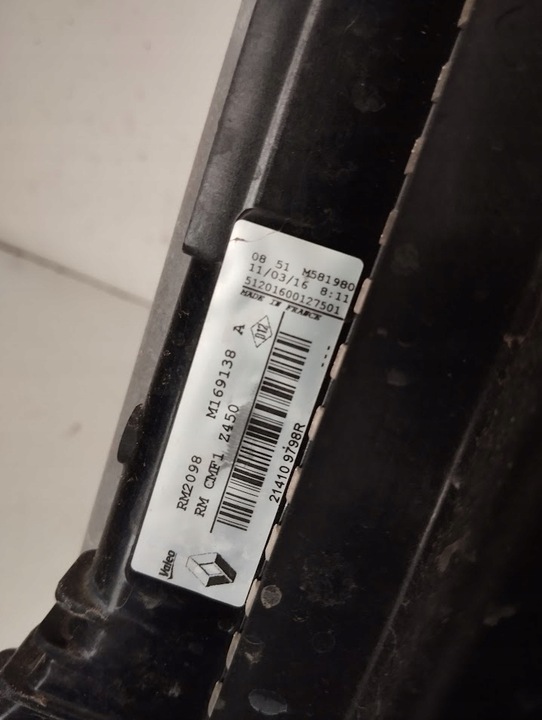 08 51 M581980
11/03/16 8:11
51201600127501
MADE IN FRANCE
D12
RM2098 M169138 A
RM CMF1 Z450
21410 9798R
Valeo